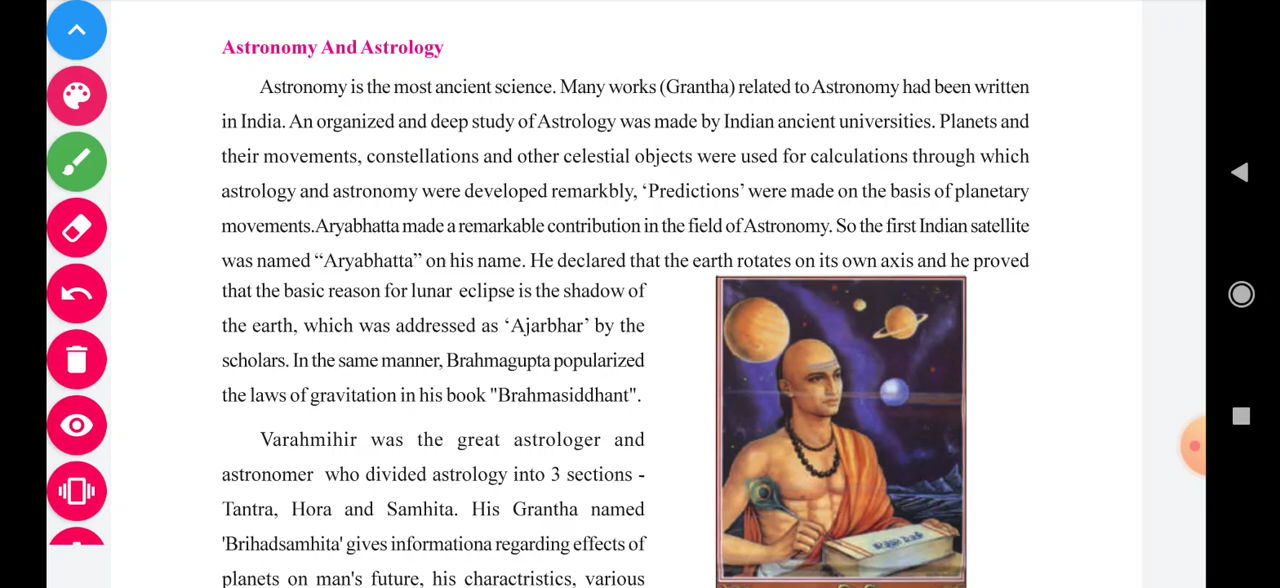 Astronomy And Astrology
Astronomy is the most ancient science. Many works (Grantha) related to Astronomy had been written
in India. An organized and deep study of Astrology was made by Indian ancient universities. Planets and
their movements, constellations and other celestial objects were used for calculations through which
astrology and astronomy were developed remarkbly, ‘Predictions’ were made on the basis of planetary
movements.Aryabhatta made a remarkable contribution in the field of Astronomy. So the first Indian satellite
was named “Aryabhatta” on his name. He declared that the earth rotates on its own axis and he proved
that the basic reason for lunar eclipse is the shadow of
the earth, which was addressed as ‘Ajarbhar’ by the
scholars. In the same manner, Brahmagupta popularized
the laws of gravitation in his book "Brahmasiddhant".
Varahmihir was the great astrologer and
astronomer who divided astrology into 3 sections -
Tantra, Hora and Samhita. His Grantha named
'Brihadsamhita' gives informationa regarding effects of
planets on man's future, his charactristics, various